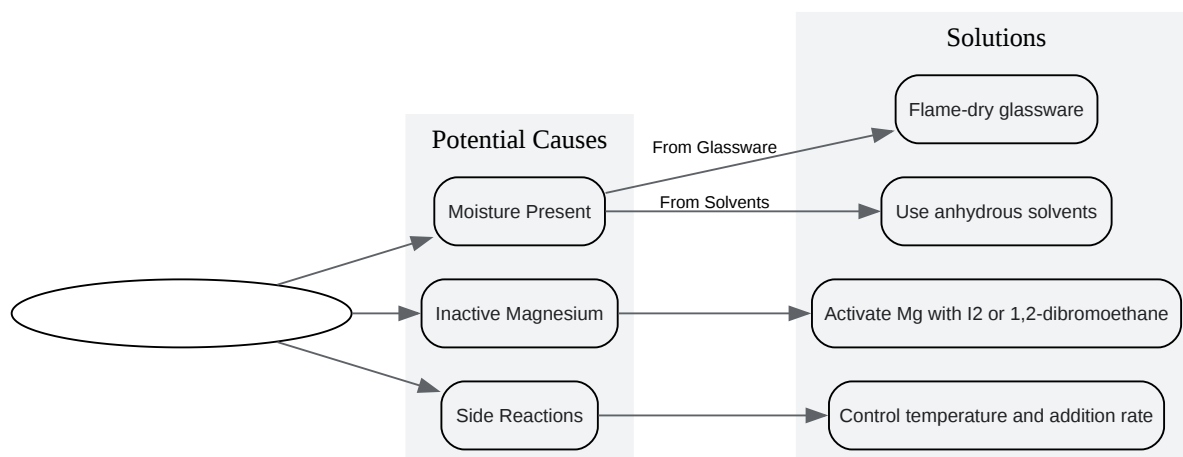 Solutions
Flame-dry glassware
Potential Causes
From Glassware
Moisture Present
From Solvents
Use anhydrous solvents
Inactive Magnesium
Activate Mg with I2 or 1,2-dibromoethane
Side Reactions
Control temperature and addition rate